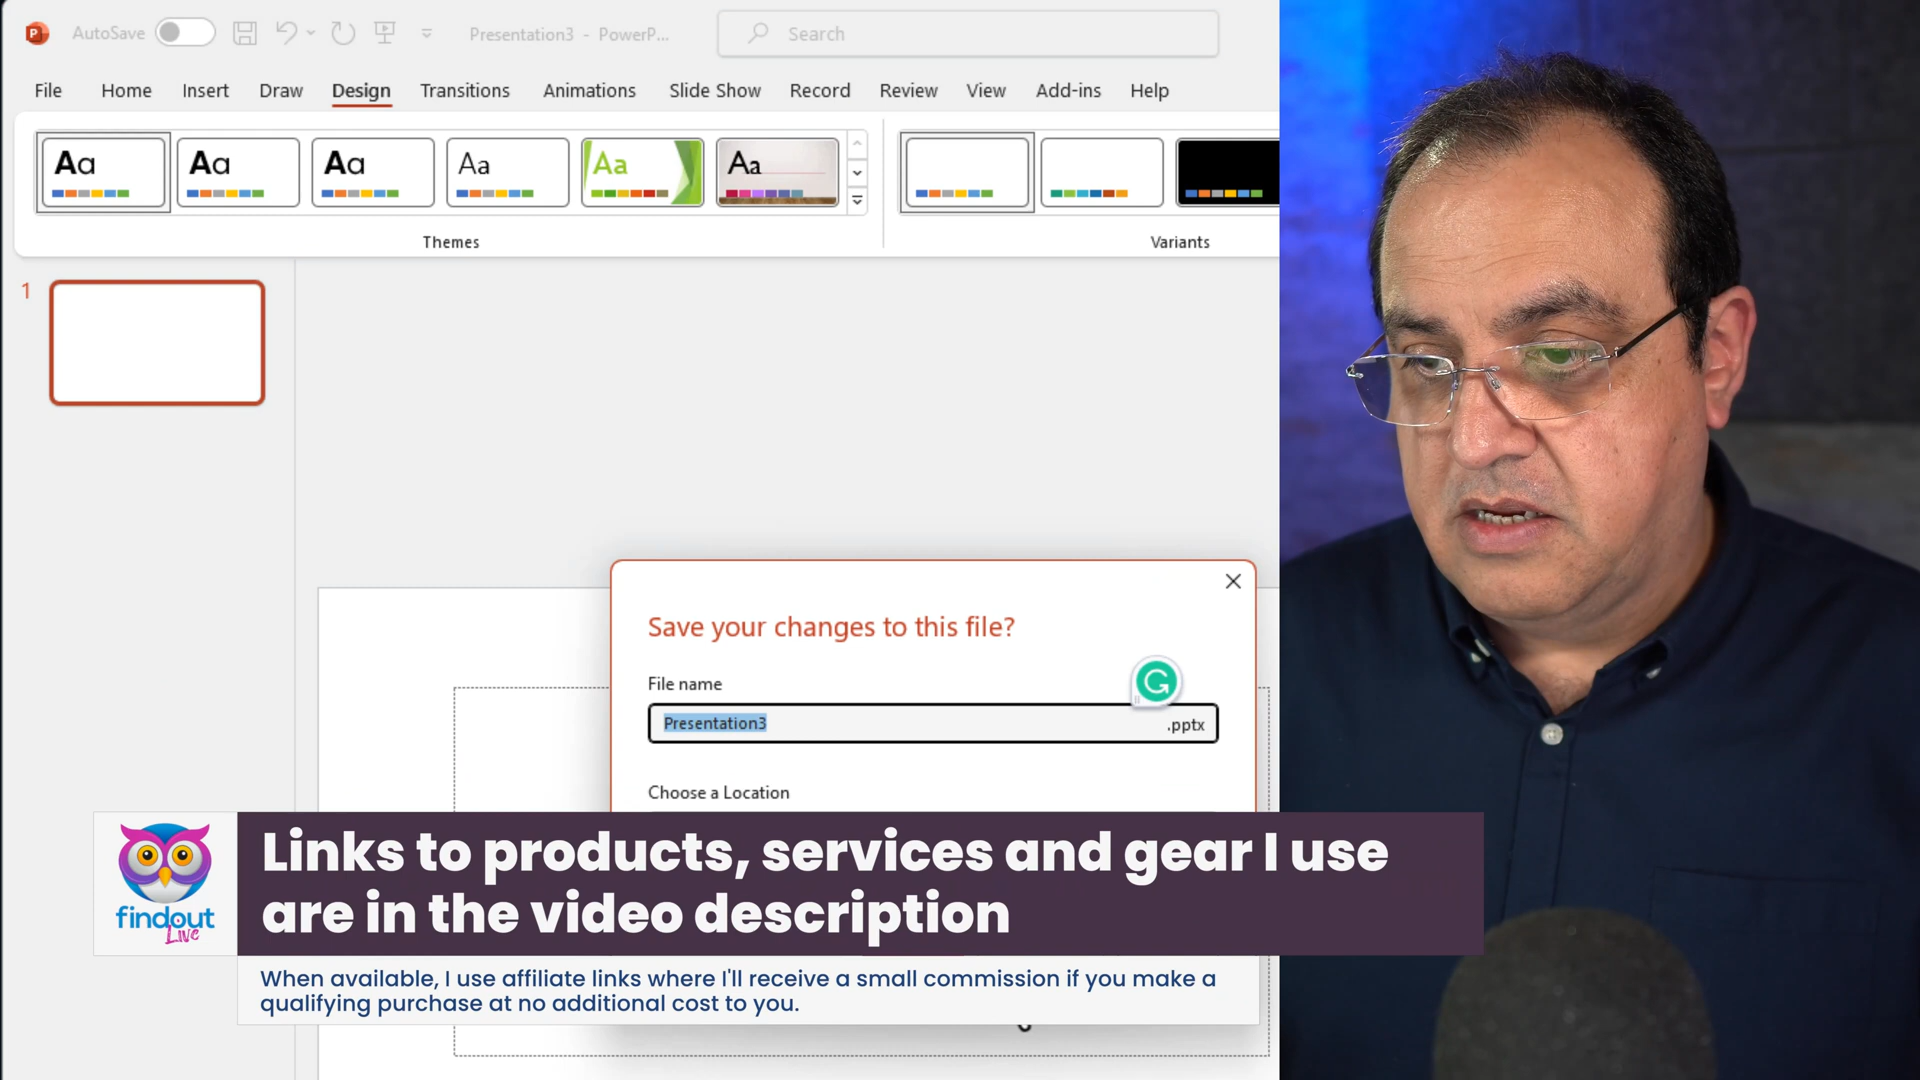 AutoSave
Presentation3 - PowerP...
Search
File Home Insert Draw Design Transitions Animations Slide Show Record Review View Add-ins Help
Aa Aa Aa Aa Aa Aa
Themes
Variants
1
Save your changes to this file?
File name
Presentation3 .pptx
Choose a Location
findout
Live
Links to products, services and gear I use
are in the video description
When available, I use affiliate links where I'll receive a small commission if you make a
qualifying purchase at no additional cost to you.